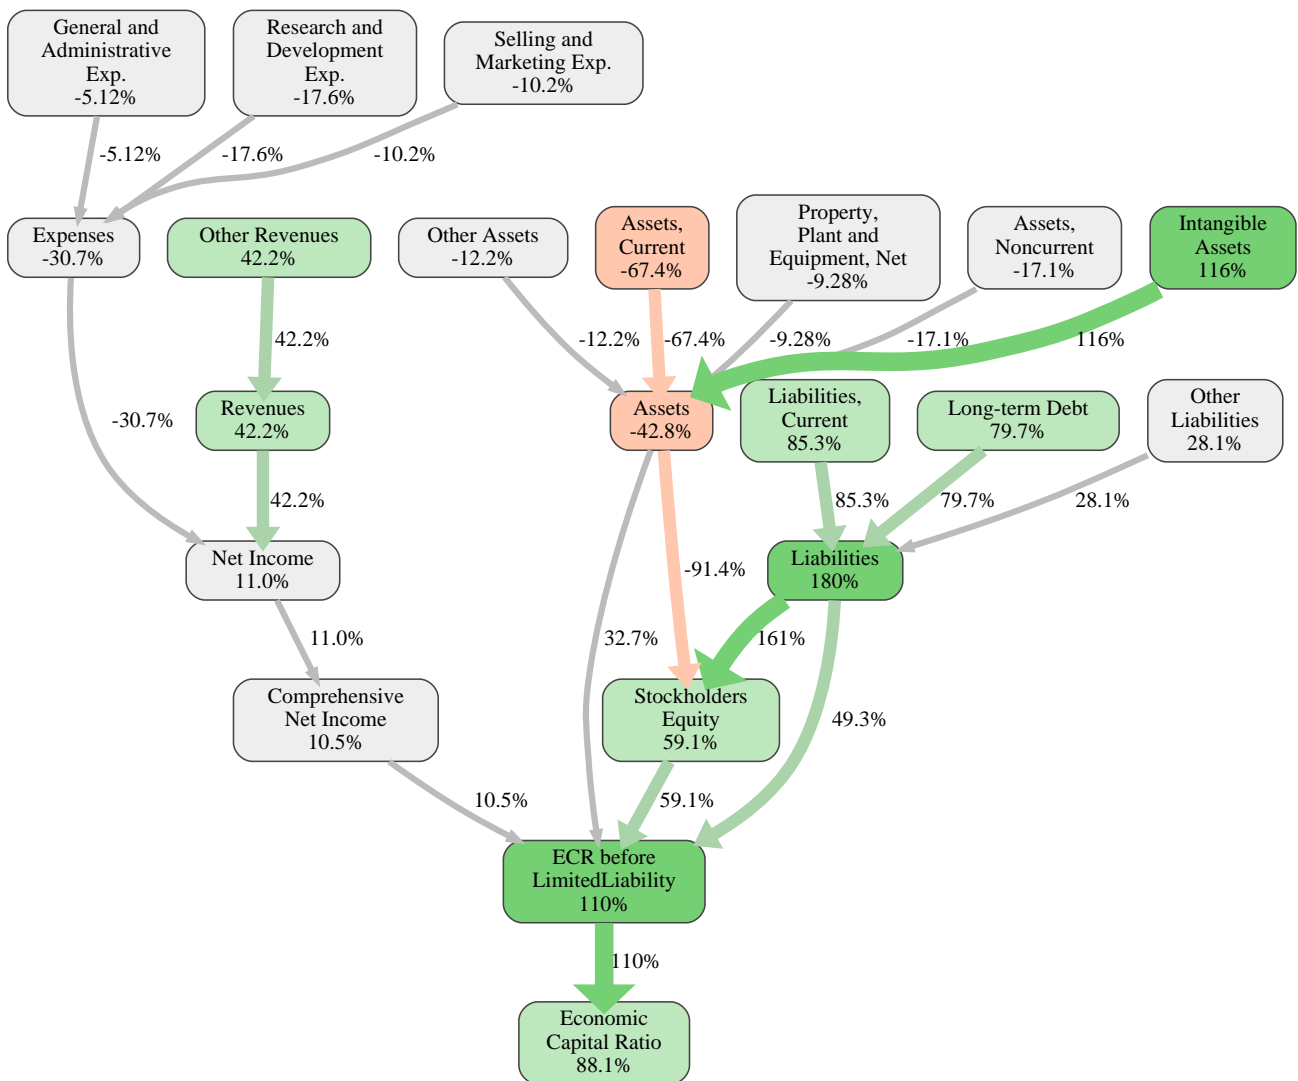 General and
Administrative
Exp.
-5.12%
Research and
Development
Exp.
-17.6%
Selling and
Marketing Exp.
-10.2%
-5.12%
-17.6%
-10.2%
Expenses
-30.7%
Other Revenues
42.2%
Other Assets
-12.2%
Assets,
Current
-67.4%
Property,
Plant and
Equipment, Net
-9.28%
Assets,
Noncurrent
-17.1%
Intangible
Assets
116%
42.2%
-12.2%
-67.4%
-9.28%
-17.1%
116%
-30.7%
Revenues
42.2%
Assets
-42.8%
Liabilities,
Current
85.3%
Long-term Debt
79.7%
Other
Liabilities
28.1%
42.2%
85.3%
79.7%
28.1%
Net Income
11.0%
-91.4%
Liabilities
180%
11.0%
32.7%
161%
Comprehensive
Net Income
10.5%
Stockholders
Equity
59.1%
49.3%
10.5%
59.1%
ECR before
LimitedLiability
110%
110%
Economic
Capital Ratio
88.1%